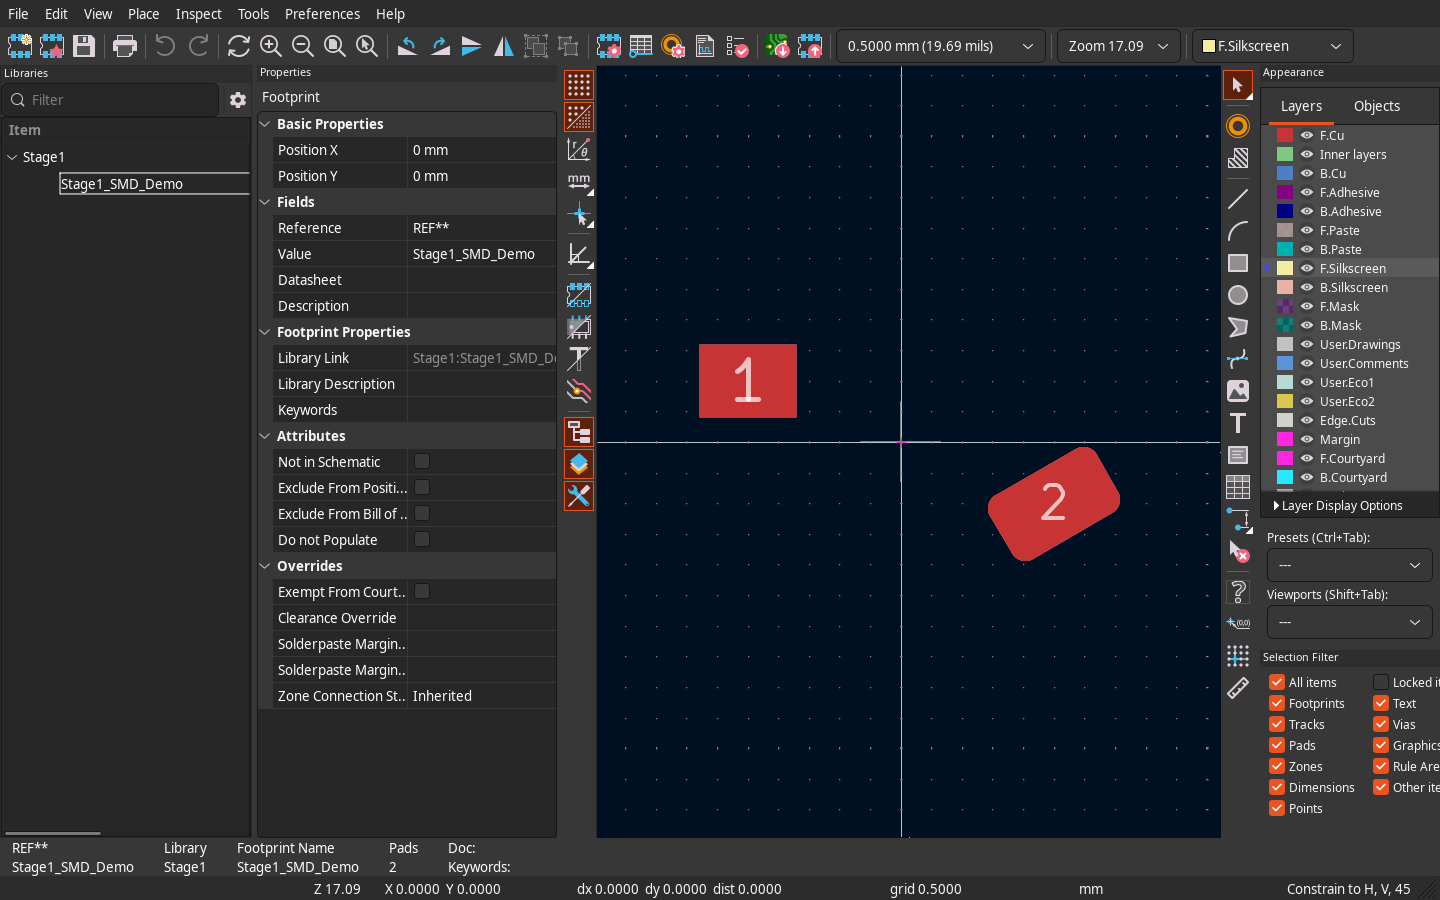 File Edit View Place Inspect Tools Preferences Help
0.5000 mm (19.69 mils)
Zoom 17.09
F.Silkscreen
Libraries
Filter
Item
Stage1
Stage1_SMD_Demo
Properties
Footprint
Basic Properties
Position X 0 mm
Position Y 0 mm
Fields
Reference REF**
Value Stage1_SMD_Demo
Datasheet
Description
Footprint Properties
Library Link Stage1:Stage1_SMD_D
Library Description
Keywords
Attributes
Not in Schematic
Exclude From Positi...
Exclude From Bill of ..
Do not Populate
Overrides
Exempt From Court..
Clearance Override
Solderpaste Margin..
Solderpaste Margin..
Zone Connection St.. Inherited
mm
1
2
(0,0)
Appearance
Layers Objects
F.Cu
Inner layers
B.Cu
F.Adhesive
B.Adhesive
F.Paste
B.Paste
F.Silkscreen
B.Silkscreen
F.Mask
B.Mask
User.Drawings
User.Comments
User.Eco1
User.Eco2
Edge.Cuts
Margin
F.Courtyard
B.Courtyard
Layer Display Options
Presets (Ctrl+Tab):
---
Viewports (Shift+Tab):
---
Selection Filter
All items Locked it
Footprints Text
Tracks Vias
Pads Graphics
Zones Rule Are
Dimensions Other ite
Points
REF** Library Footprint Name Pads Doc:
Stage1_SMD_Demo Stage1 Stage1_SMD_Demo 2 Keywords:
Z 17.09 X 0.0000 Y 0.0000 dx 0.0000 dy 0.0000 dist 0.0000 grid 0.5000 mm Constrain to H, V, 45